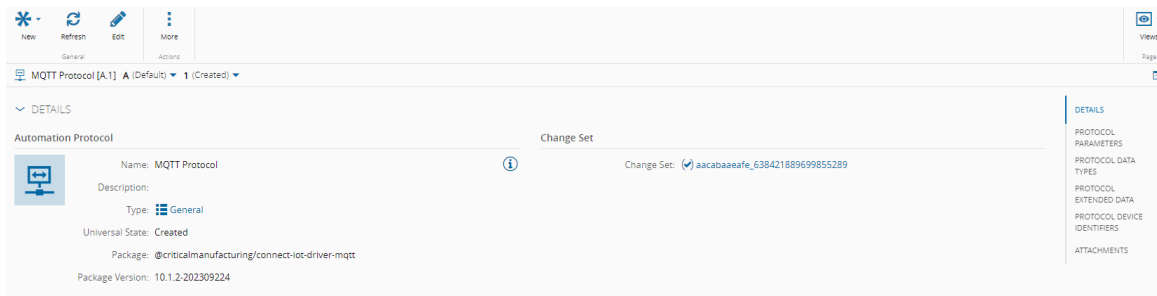 New Refresh Edit More Views
General Actions Page
MQTT Protocol [A.1] A (Default) 1 (Created)
DETAILS
Automation Protocol
Name: MQTT Protocol
Description:
Type: General
Universal State: Created
Package: @criticalmanufacturing/connect-iot-driver-mqtt
Package Version: 10.1.2-202309224
Change Set
Change Set: aacabaaeafe_638421889699855289
DETAILS
PROTOCOL
PARAMETERS
PROTOCOL DATA
TYPES
PROTOCOL
EXTENDED DATA
PROTOCOL DEVICE
IDENTIFIERS
ATTACHMENTS